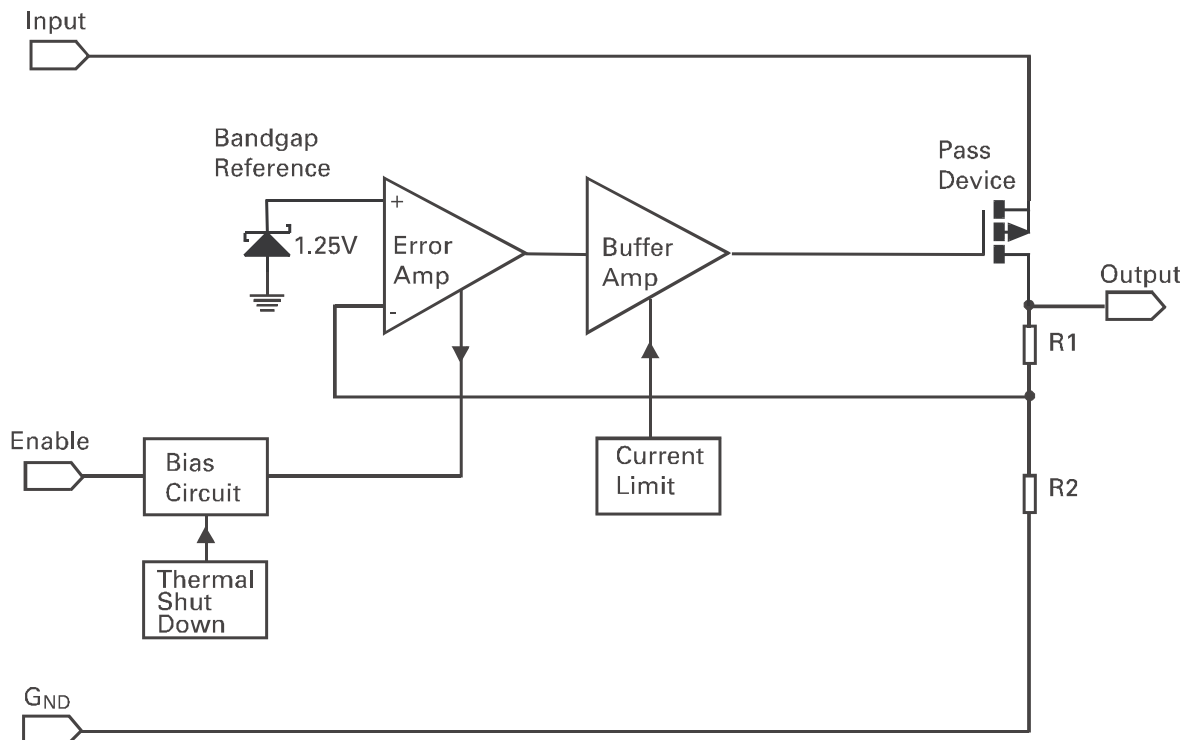 Input
Bandgap
Reference
Pass
Device
+
1.25V
Error
Amp
Buffer
Amp
Output
-
R1
Enable
Bias
Circuit
Current
Limit
R2
Thermal
Shut
Down
GND